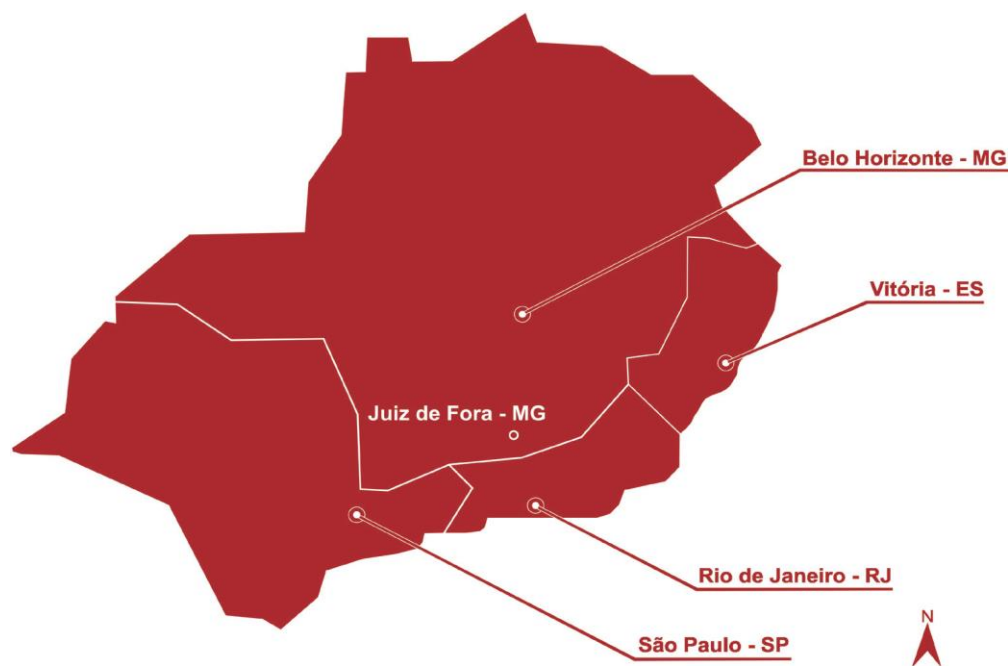 Belo Horizonte - MG
Vitória - ES
Juiz de Fora - MG
Rio de Janeiro - RJ
N
São Paulo - SP